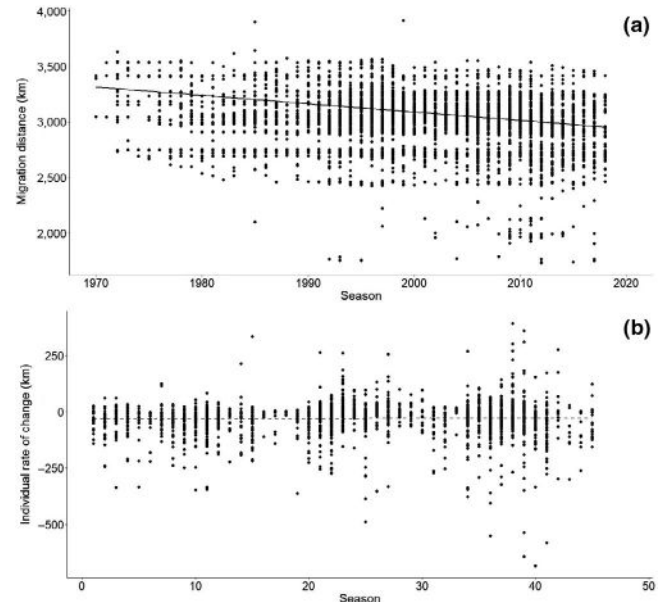 (a)
Migration distance (km)
4,000
3,500
3,000
2,500
2,000
1970 1980 1990 2000 2010 2020
Season
(b)
Individual rate of change (km)
250
0
−250
−500
0 10 20 30 40 50
Season